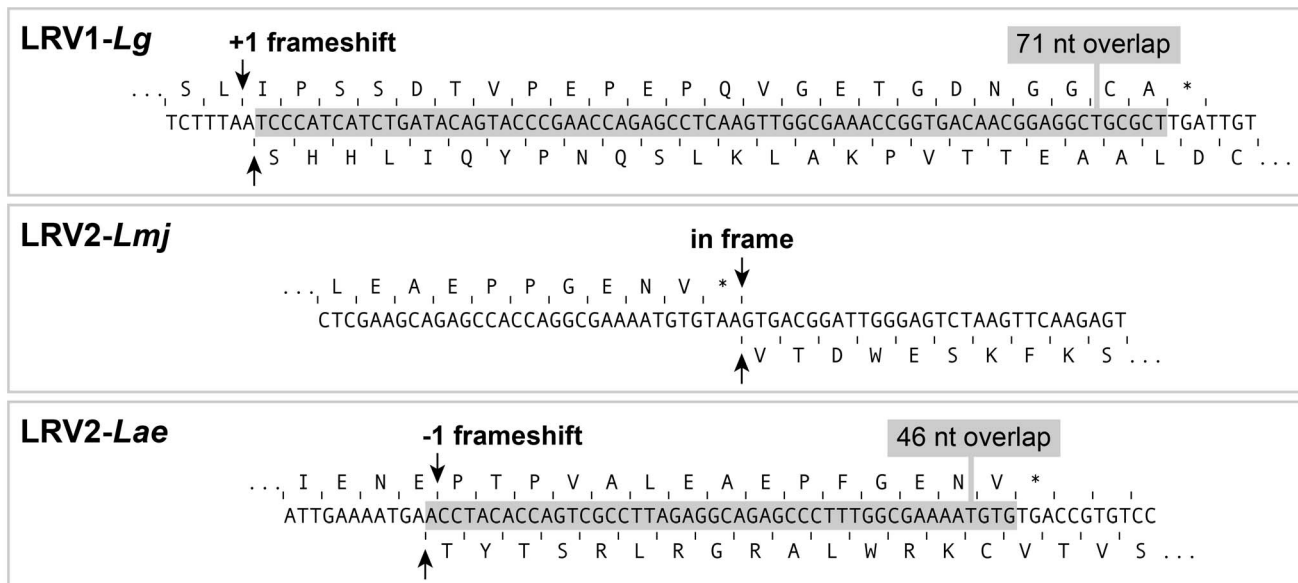 LRV1-Lg
+1 frameshift
71 nt overlap
... S L I P S S D T V P E P E P Q V G E T G D N G G C A *
TCTTTAATCCCATCATCTGATACAGTACCCGAACCAGAGCCTCAAGTTGGCGAAACCGGTGACAACGGAGGCTGCGCTTGATTGT
S H H L I Q Y P N Q S L K L A K P V T T E A A L D C ...
LRV2-Lmj
in frame
... L E A E P P G E N V *
CTCGAAGCAGAGCCACCAGGCGAAAATGTGTAAGTGACGGATTGGGAGTCTAAGTTCAAGAGT
V T D W E S K F K S ...
LRV2-Lae
-1 frameshift
46 nt overlap
... I E N E P T P V A L E A E P F G E N V *
ATTGAAAATGAACCTACACCAGTCGCCTTAGAGGCAGAGCCCTTTGGCGAAAATGTGTGACCGTGTCC
T Y T S R L R G R A L W R K C V T V S ...